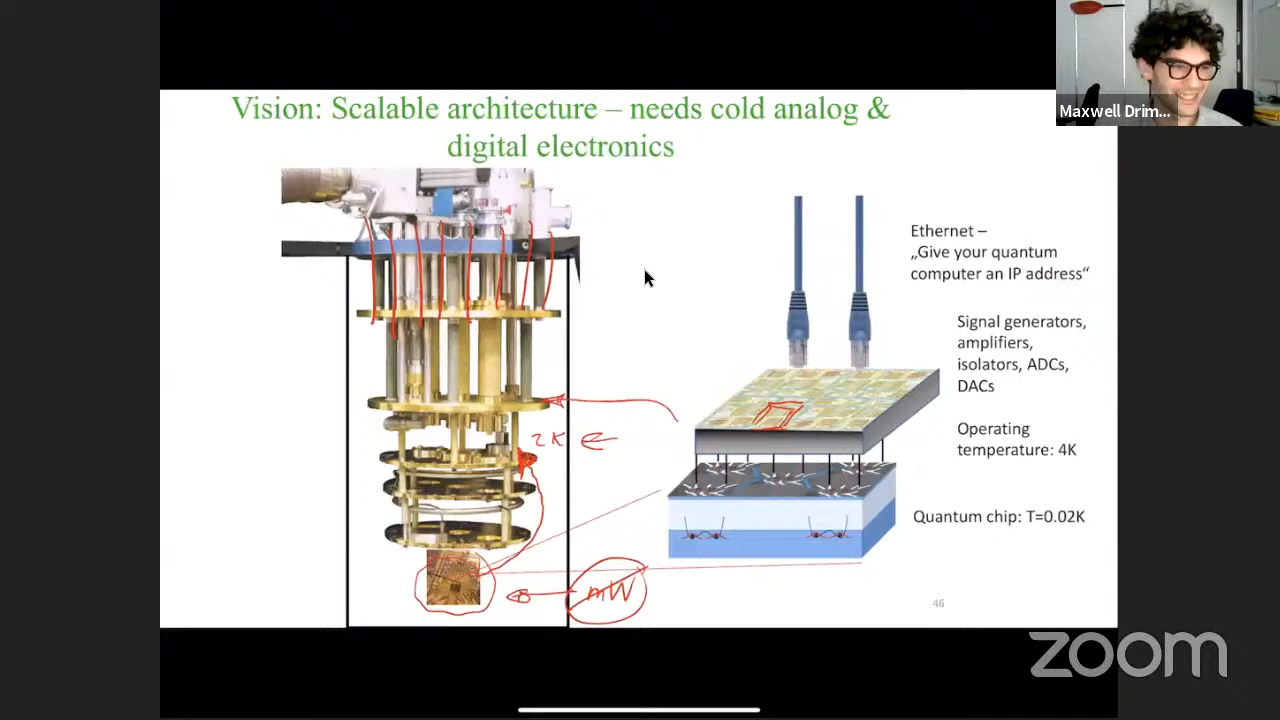 Maxwell Drim...
Vision: Scalable architecture – needs cold analog &
digital electronics
Ethernet –
„Give your quantum
computer an IP address“
Signal generators,
amplifiers,
isolators, ADCs,
DACs
Operating
temperature: 4K
2K
Quantum chip: T=0.02K
mW
46
zoom